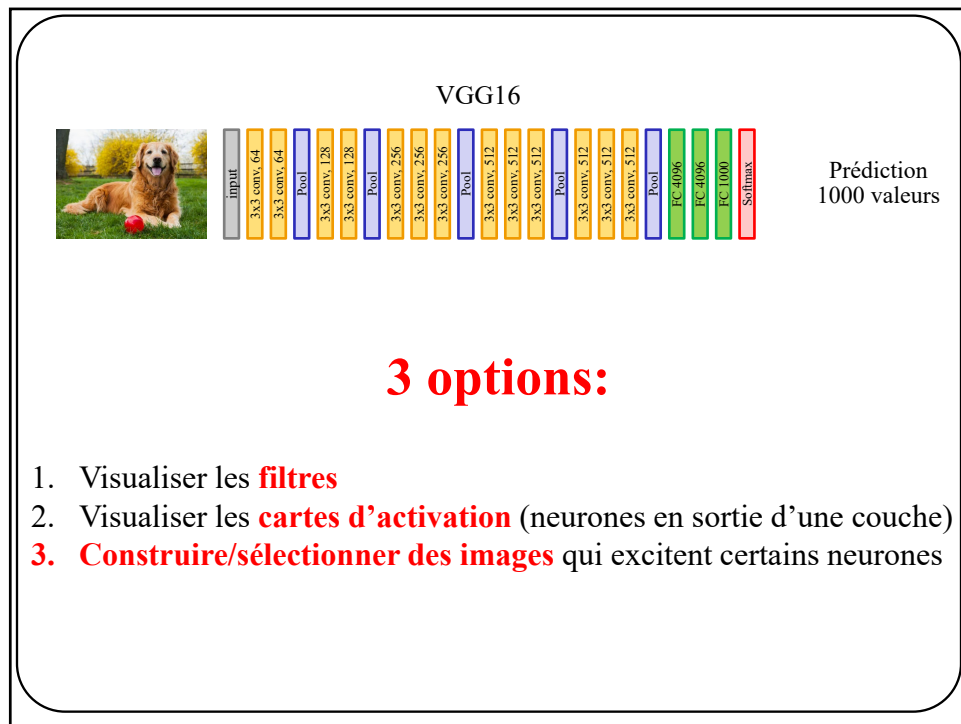 VGG16
input
3x3 conv, 64
3x3 conv, 64
Pool
3x3 conv, 128
3x3 conv, 128
Pool
3x3 conv, 256
3x3 conv, 256
3x3 conv, 256
Pool
3x3 conv, 512
3x3 conv, 512
3x3 conv, 512
Pool
3x3 conv, 512
3x3 conv, 512
3x3 conv, 512
Pool
FC 4096
FC 4096
FC 1000
Softmax
Prédiction
1000 valeurs
3 options:
1. Visualiser les filtres
2. Visualiser les cartes d’activation (neurones en sortie d’une couche)
3. Construire/sélectionner des images qui excitent certains neurones